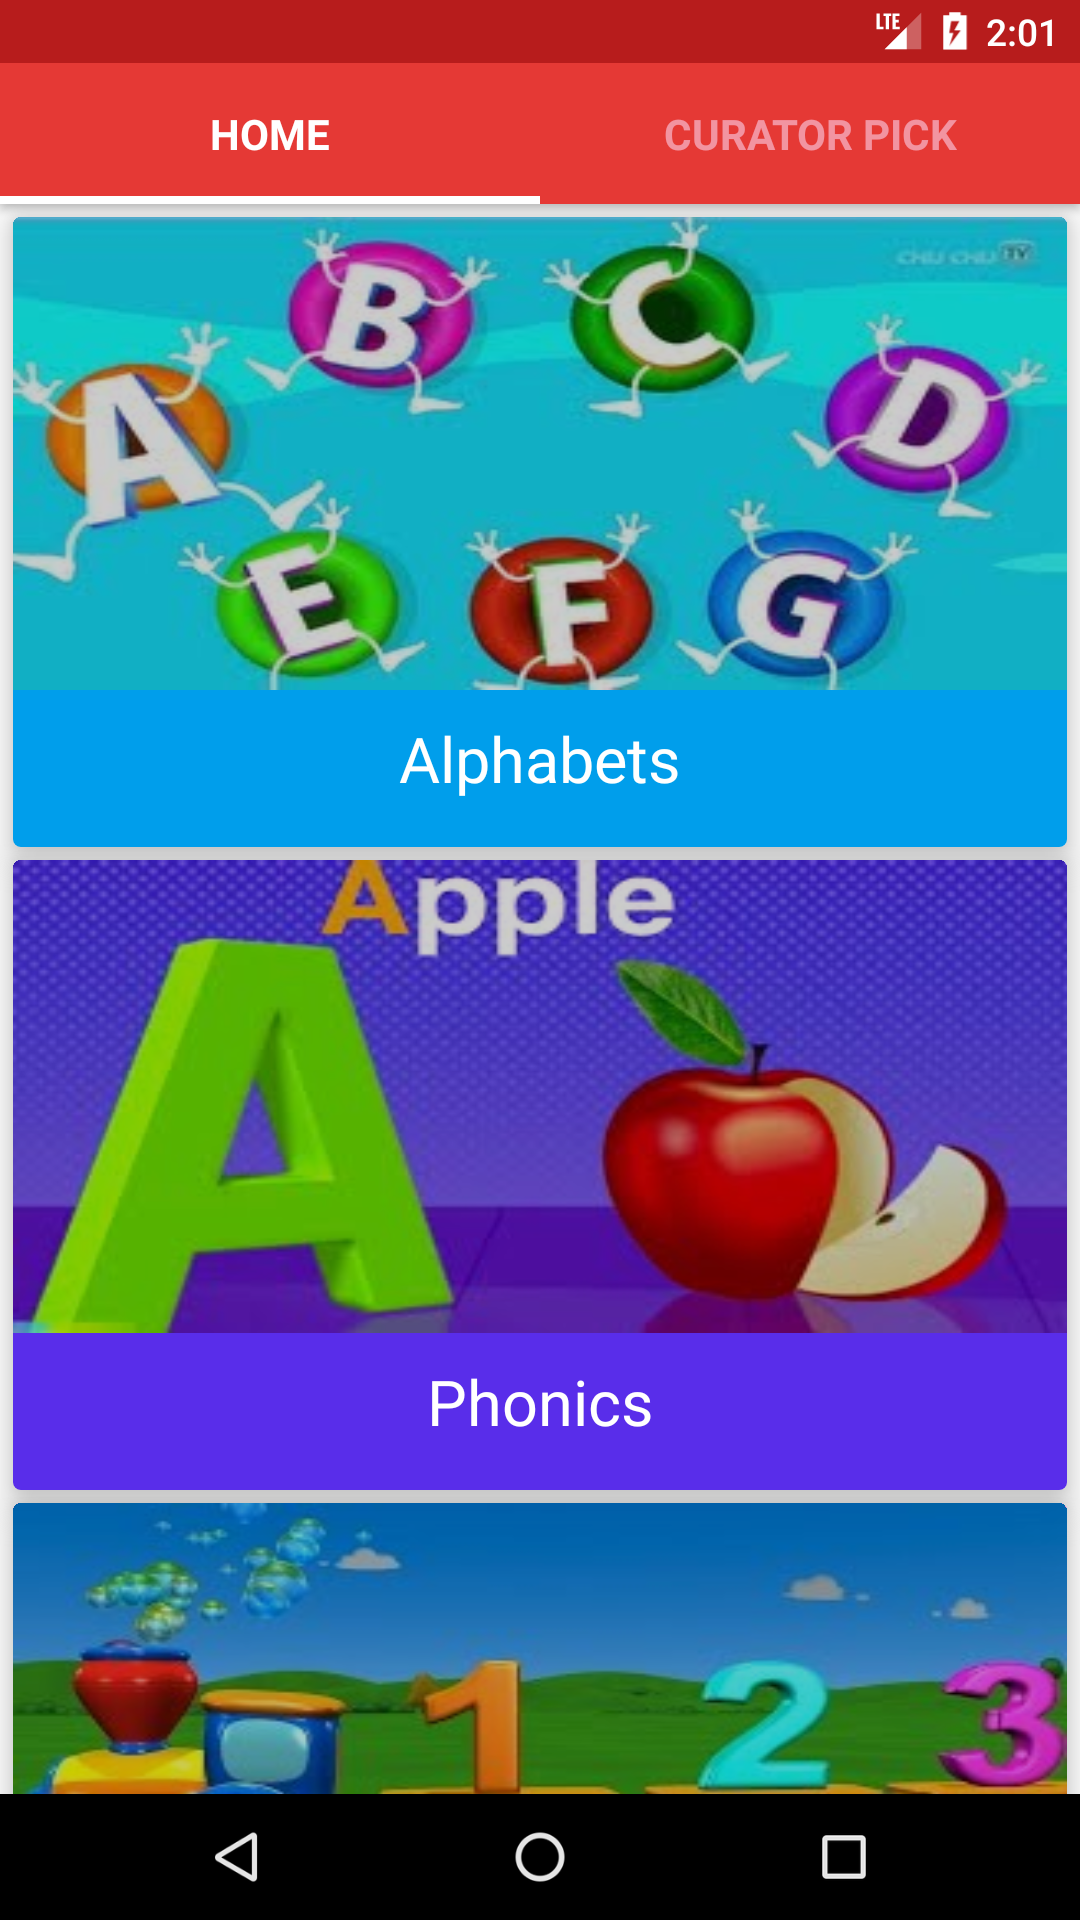 LTE 2:01
HOME CURATOR PICK
CHU CHU TV
B C
A D
E F G
Alphabets
Apple
A
Phonics
1 2 3